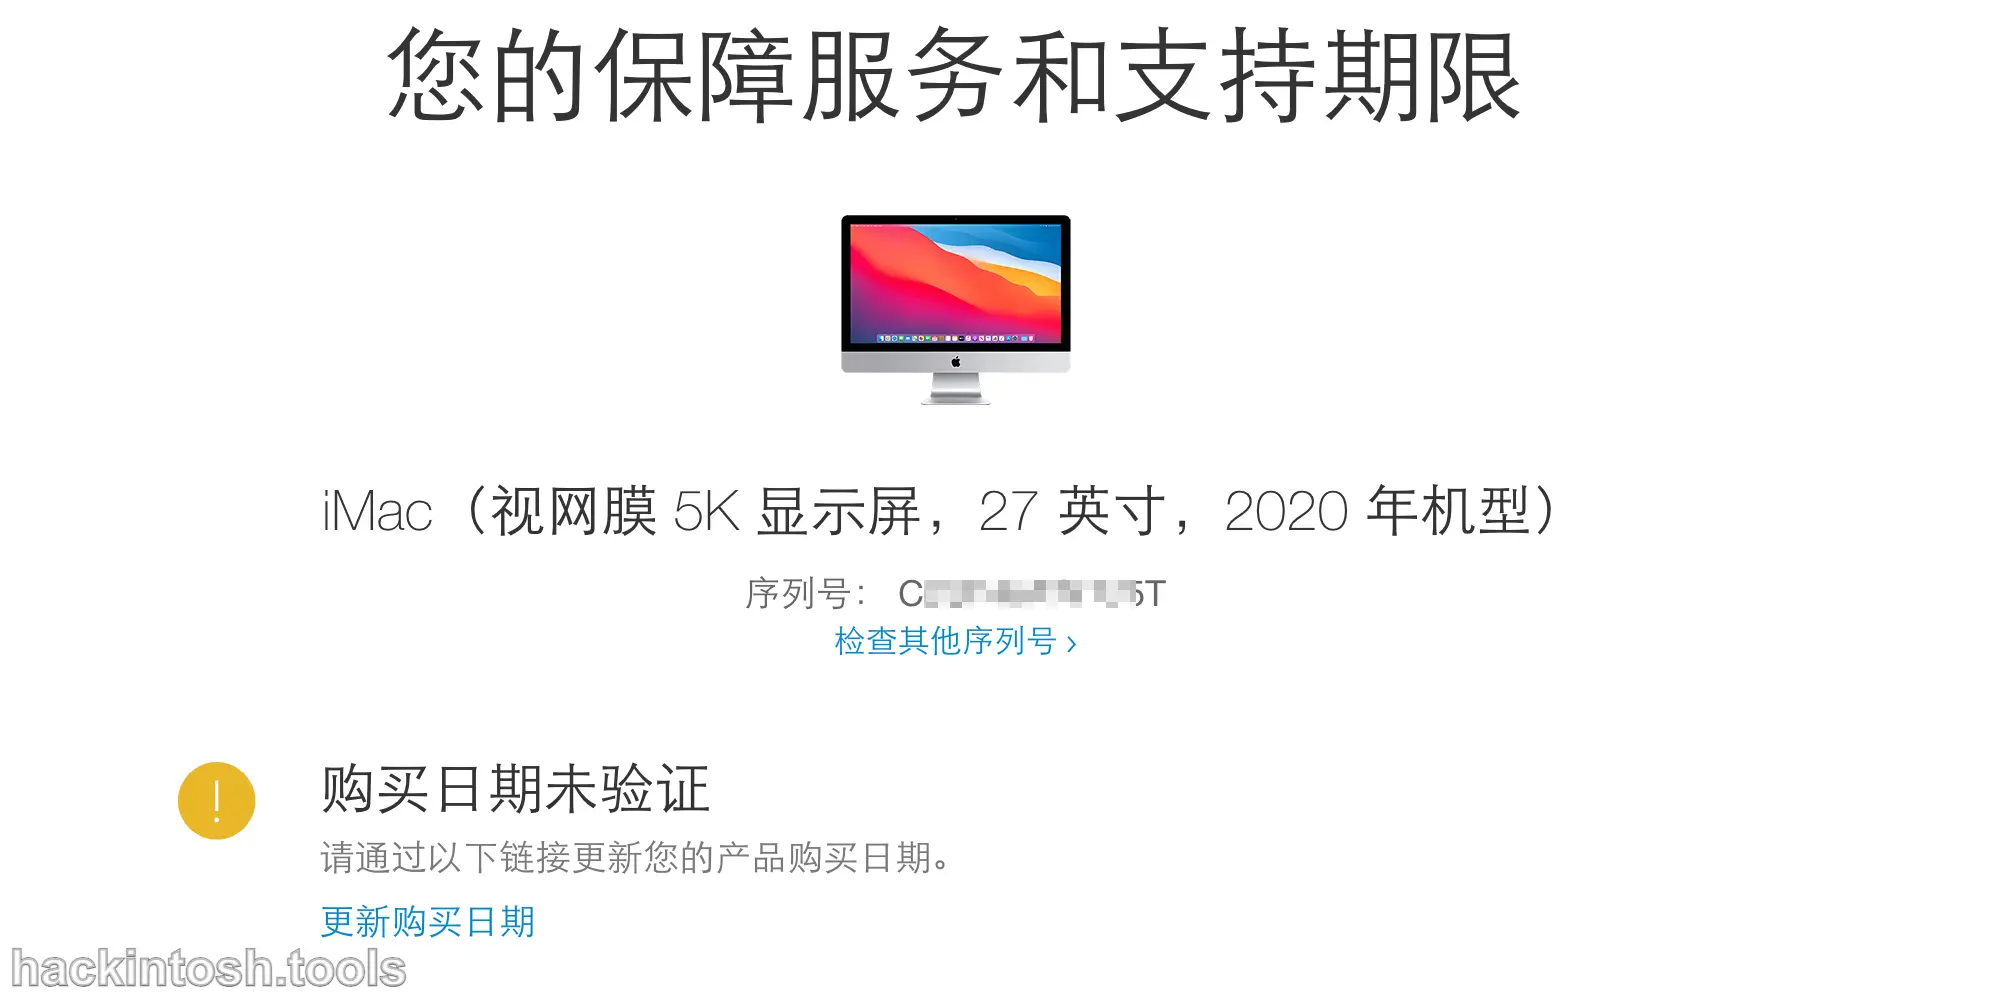 您的保障服务和支持期限
iMac（视网膜 5K 显示屏，27 英寸，2020 年机型）
序列号： C 5T
检查其他序列号 ›
购买日期未验证
请通过以下链接更新您的产品购买日期。
更新购买日期
hackintosh.tools